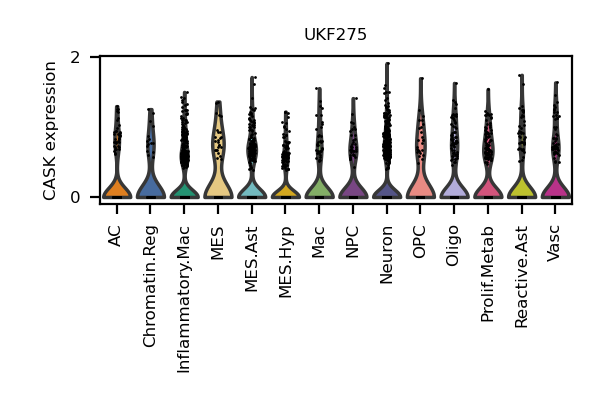 UKF275
CASK expression
2
0
AC
Chromatin.Reg
Inflammatory.Mac
MES
MES.Ast
MES.Hyp
Mac
NPC
Neuron
OPC
Oligo
Prolif.Metab
Reactive.Ast
Vasc